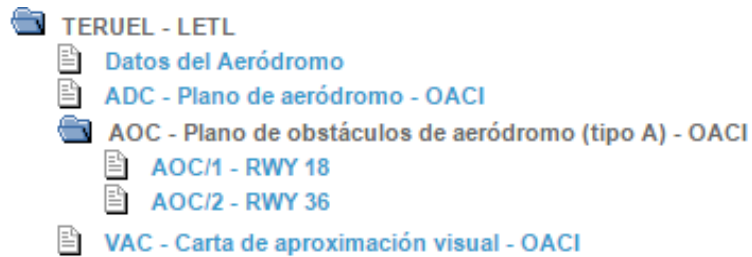 TERUEL - LETL
Datos del Aeródromo
ADC - Plano de aeródromo - OACI
AOC - Plano de obstáculos de aeródromo (tipo A) - OACI
AOC/1 - RWY 18
AOC/2 - RWY 36
VAC - Carta de aproximación visual - OACI